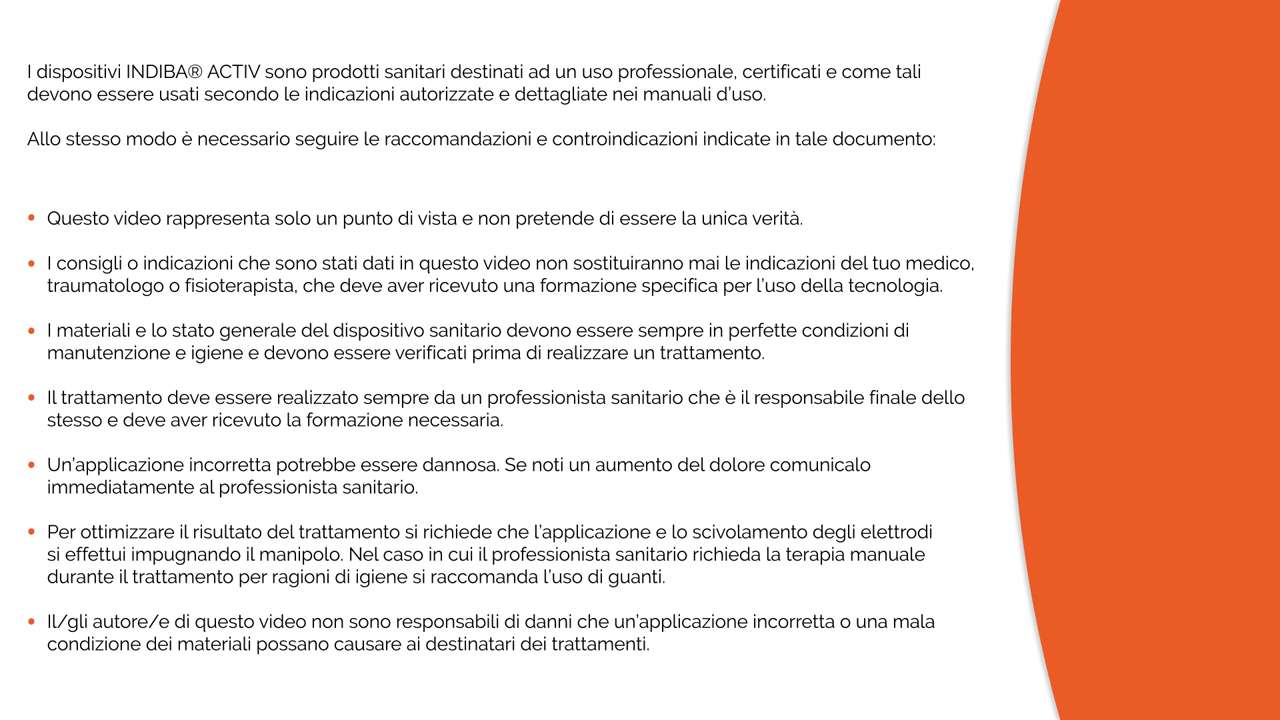 I dispositivi INDIBA® ACTIV sono prodotti sanitari destinati ad un uso professionale, certificati e come tali
devono essere usati secondo le indicazioni autorizzate e dettagliate nei manuali d'uso.
Allo stesso modo è necessario seguire le raccomandazioni e controindicazioni indicate in tale documento:
• Questo video rappresenta solo un punto di vista e non pretende di essere la unica verità.
• I consigli o indicazioni che sono stati dati in questo video non sostituiranno mai le indicazioni del tuo medico,
traumatologo o fisioterapista, che deve aver ricevuto una formazione specifica per l'uso della tecnologia.
• I materiali e lo stato generale del dispositivo sanitario devono essere sempre in perfette condizioni di
manutenzione e igiene e devono essere verificati prima di realizzare un trattamento.
• Il trattamento deve essere realizzato sempre da un professionista sanitario che è il responsabile finale dello
stesso e deve aver ricevuto la formazione necessaria.
• Un'applicazione incorretta potrebbe essere dannosa. Se noti un aumento del dolore comunicalo
immediatamente al professionista sanitario.
• Per ottimizzare il risultato del trattamento si richiede che l'applicazione e lo scivolamento degli elettrodi
si effettui impugnando il manipolo. Nel caso in cui il professionista sanitario richieda la terapia manuale
durante il trattamento per ragioni di igiene si raccomanda l'uso di guanti.
• Il/gli autore/e di questo video non sono responsabili di danni che un'applicazione incorretta o una mala
condizione dei materiali possano causare ai destinatari dei trattamenti.